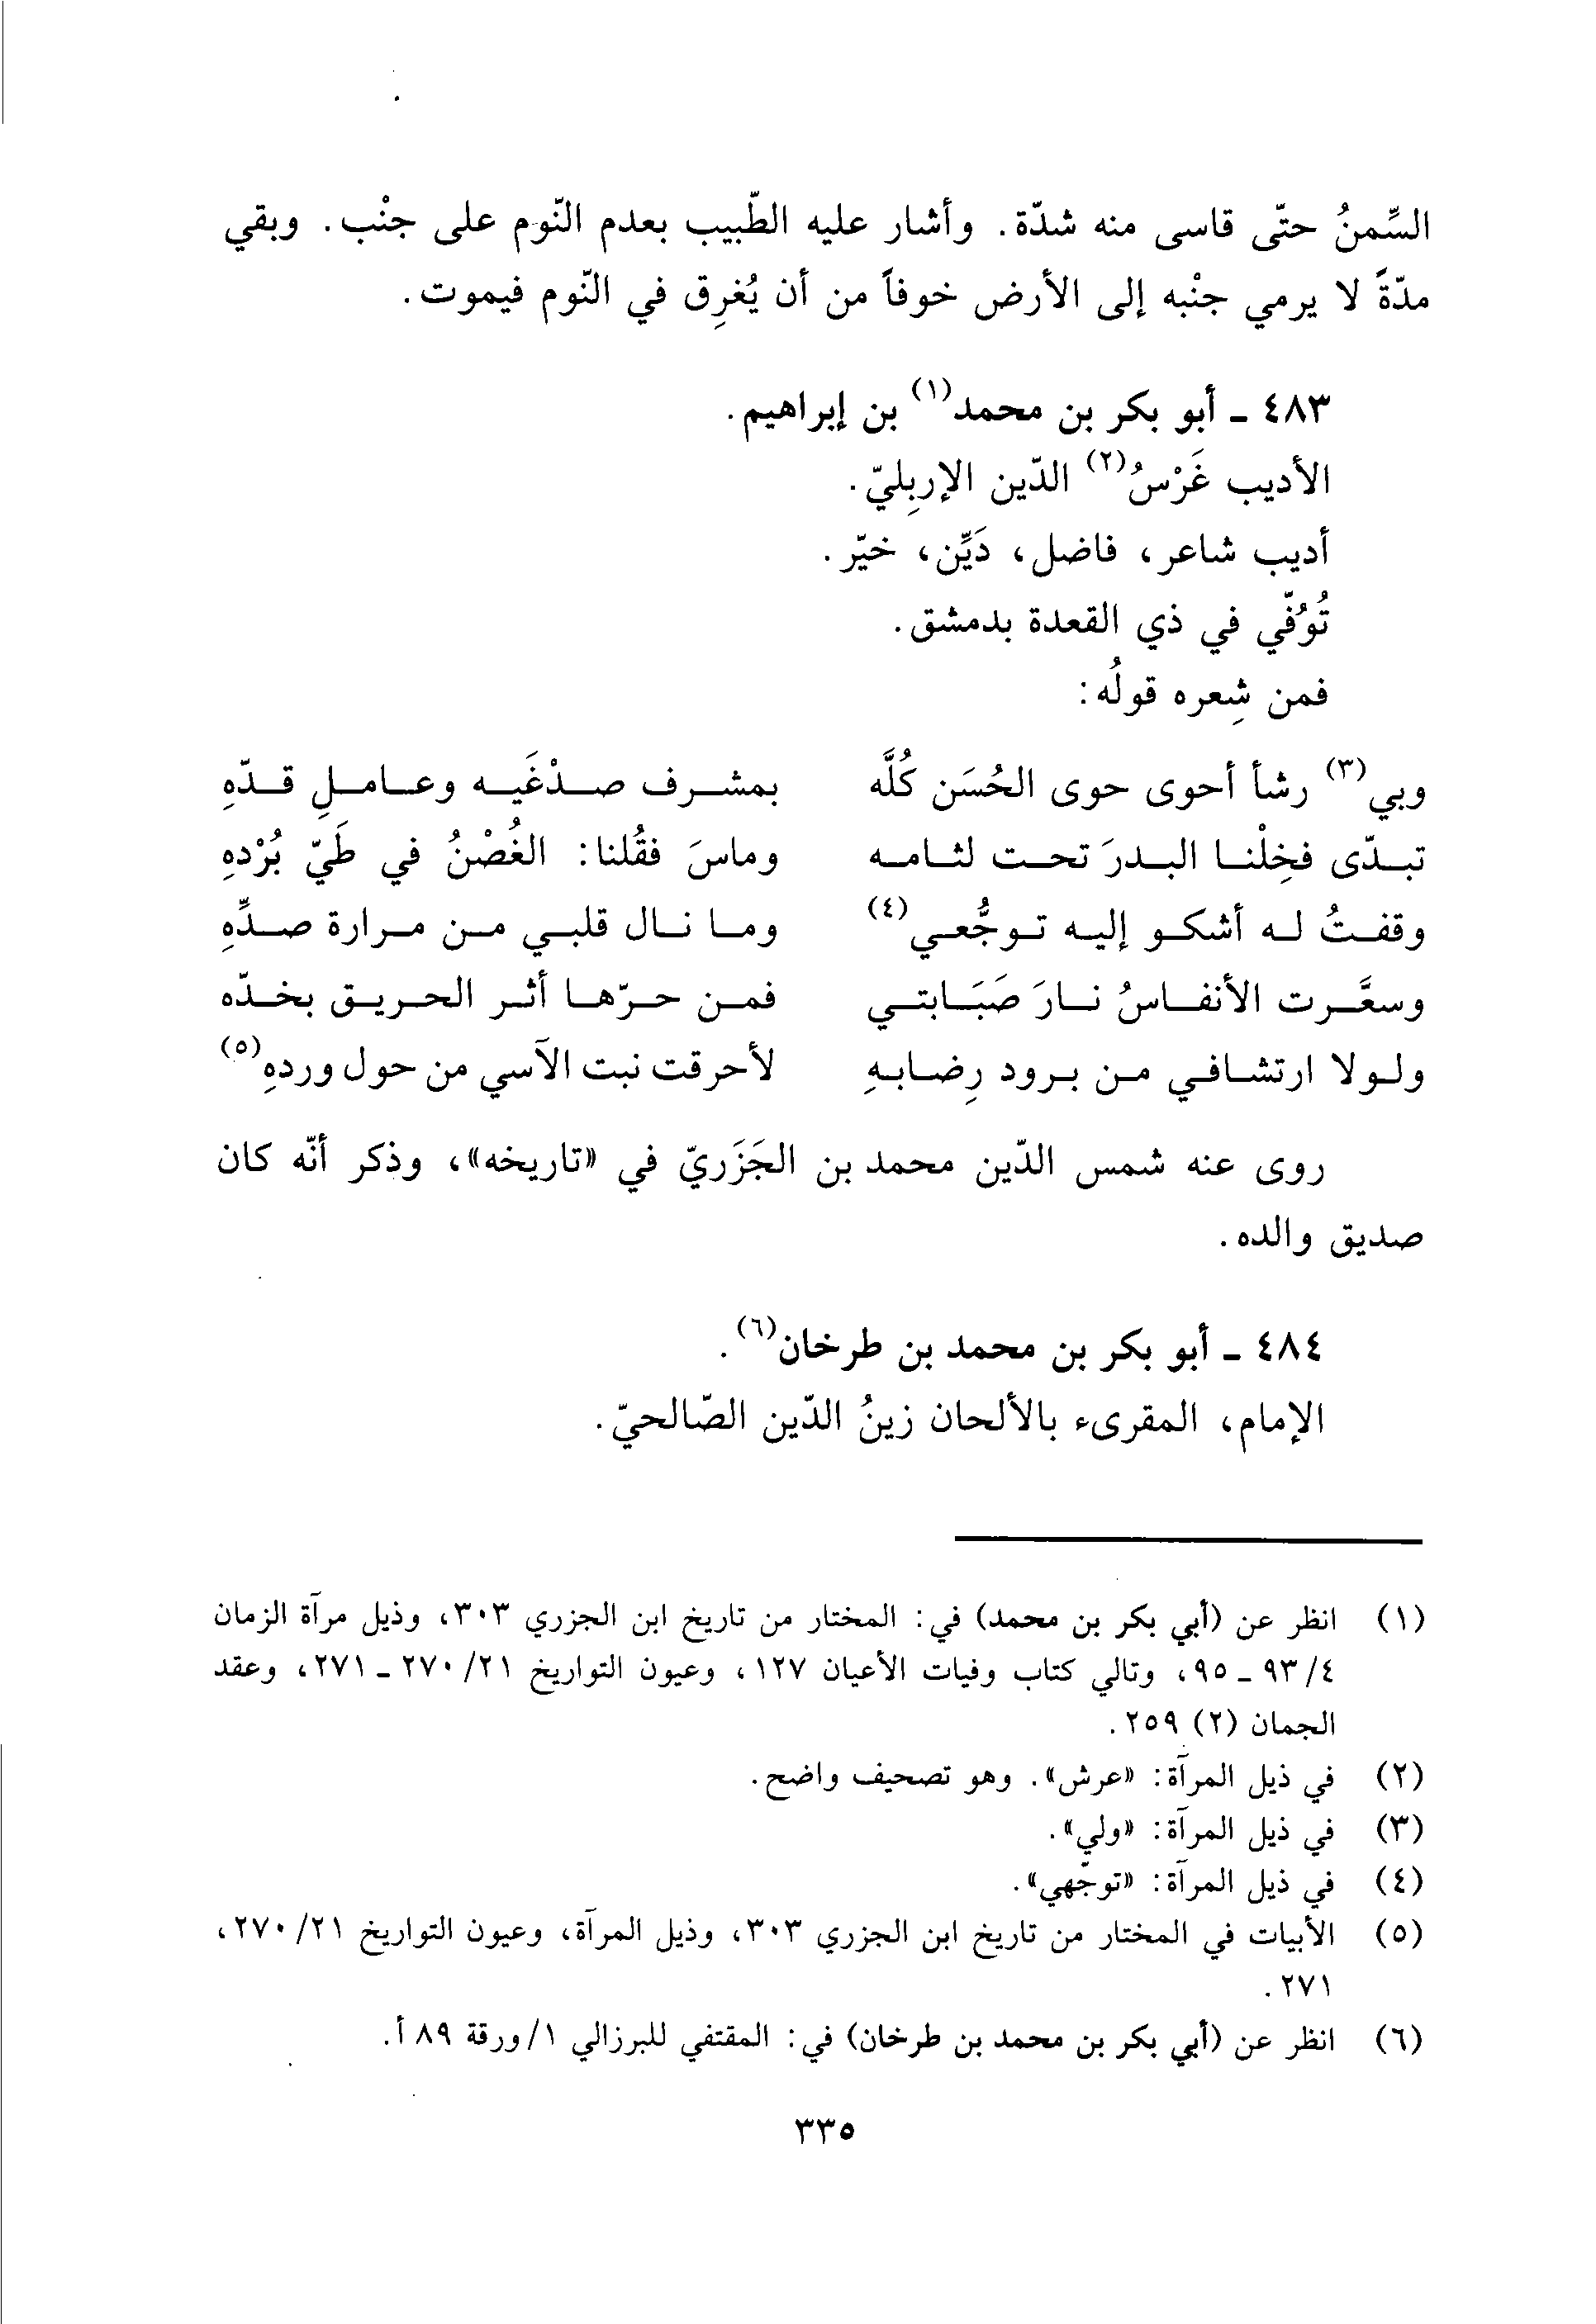 السِّمنُ حتّى قاسى منه شدّة. وأشار عليه الطّبيب بعدم النّوم على جنْب. وبقي
مدّةً لا يرمي جنْبه إلى الأرض خوفاً من أن يُغرِق في النّوم فيموت.
٤٨٣ ـ أبو بكر بن محمد(١) بن إبراهيم.
الأديب غَرْسُ(٢) الدّين الإربِليّ.
أديب شاعر، فاضل، دَيِّن، خيّر.
تُوُفّي في ذي القعدة بدمشق.
فمن شِعره قولُه:
وبي(٣) رشأ أحوى حوى الحُسَن كُلَّه بمشرف صدْغَيه وعاملِ قدّهِ
تبدّى فخِلْنا البدرَ تحت لثامه وماسَ فقُلنا: الغُصْنُ في طَيّ بُرْدهِ
وقفتُ له أشكو إليه توجُّعي(٤) وما نال قلبي من مرارة صدِّهِ
وسعَّرت الأنفاسُ نارَ صَبَابتي فمن حرّها أثر الحريق بخدّه
ولولا ارتشافي من برود رِضابهِ لأحرقت نبت الآسي من حول وردهِ(٥)
روى عنه شمس الدّين محمد بن الجَزَريّ في «تاريخه»، وذكر أنّه كان
صديق والده.
٤٨٤ ـ أبو بكر بن محمد بن طرخان(٦).
الإمام، المقرىء بالألحان زينُ الدّين الصّالحيّ.
(١) انظر عن (أبي بكر بن محمد) في: المختار من تاريخ ابن الجزري ٣٠٣، وذيل مرآة الزمان
٤/ ٩٣ ـ ٩٥، وتالي كتاب وفيات الأعيان ١٢٧، وعيون التواريخ ٢١/ ٢٧٠ ـ ٢٧١، وعقد
الجمان (٢) ٢٥٩.
(٢) في ذيل المرآة: «عرش». وهو تصحيف واضح.
(٣) في ذيل المرآة: «ولي».
(٤) في ذيل المرآة: «توجّهي».
(٥) الأبيات في المختار من تاريخ ابن الجزري ٣٠٣، وذيل المرآة، وعيون التواريخ ٢١/ ٢٧٠،
٢٧١.
(٦) انظر عن (أبي بكر بن محمد بن طرخان) في: المقتفي للبرزالي ١/ورقة ٨٩ أ.
٣٣٥